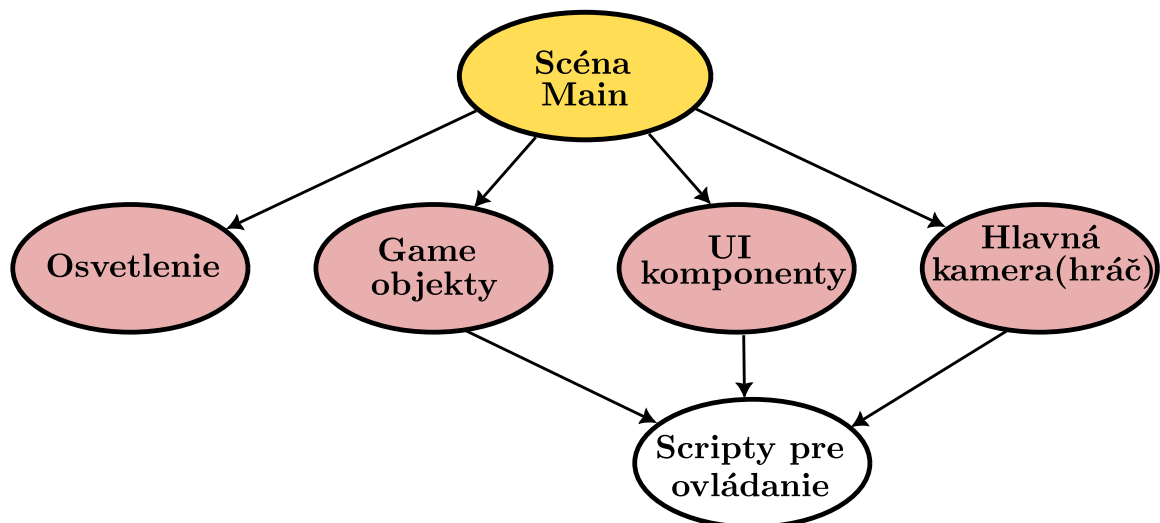 Scéna
Main
Osvetlenie
Game
objekty
UI
komponenty
Hlavná
kamera(hráč)
Scripty pre
ovládanie